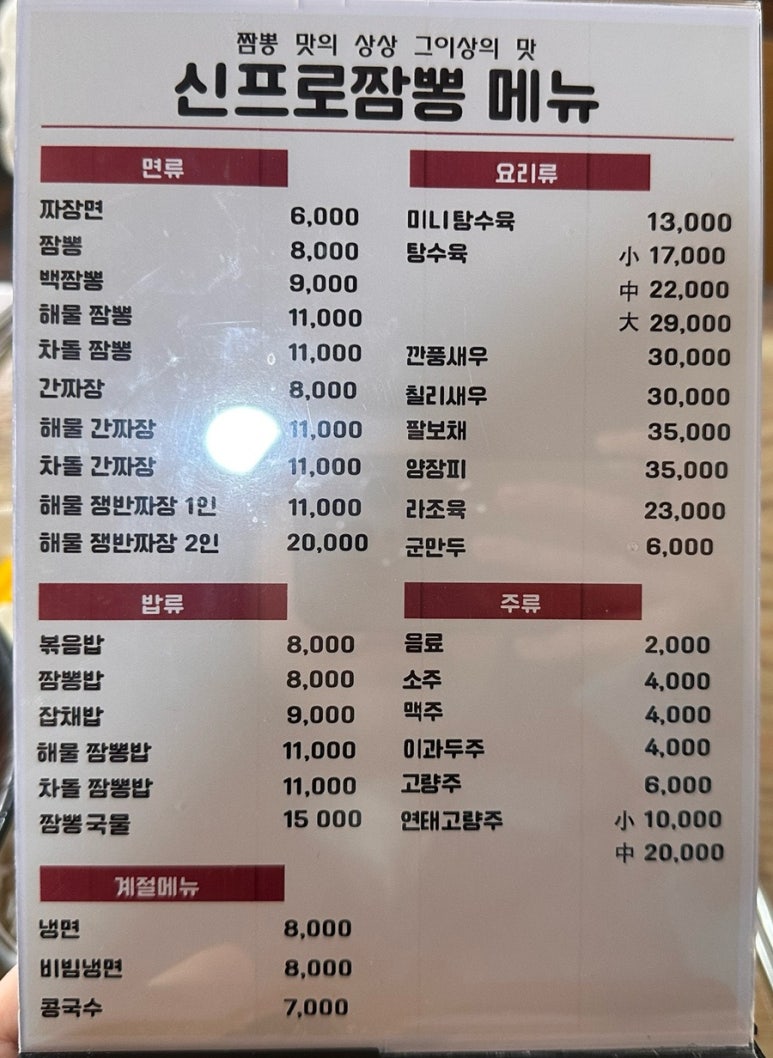 짬뽕 맛의 상상 그이상의 맛
신프로짬뽕 메뉴
면류
짜장면 6,000
짬뽕 8,000
백짬뽕 9,000
해물 짬뽕 11,000
차돌 짬뽕 11,000
간짜장 8,000
해물 간짜장 11,000
차돌 간짜장 11,000
해물 쟁반짜장 1인 11,000
해물 쟁반짜장 2인 20,000
밥류
볶음밥 8,000
짬뽕밥 8,000
잡채밥 9,000
해물 짬뽕밥 11,000
차돌 짬뽕밥 11,000
짬뽕국물 15 000
계절메뉴
냉면 8,000
비빔냉면 8,000
콩국수 7,000
요리류
미니탕수육 13,000
탕수육 小 17,000
中 22,000
大 29,000
깐풍새우 30,000
칠리새우 30,000
팔보채 35,000
양장피 35,000
라조육 23,000
군만두 6,000
주류
음료 2,000
소주 4,000
맥주 4,000
이과두주 4,000
고량주 6,000
연태고량주 小 10,000
中 20,000